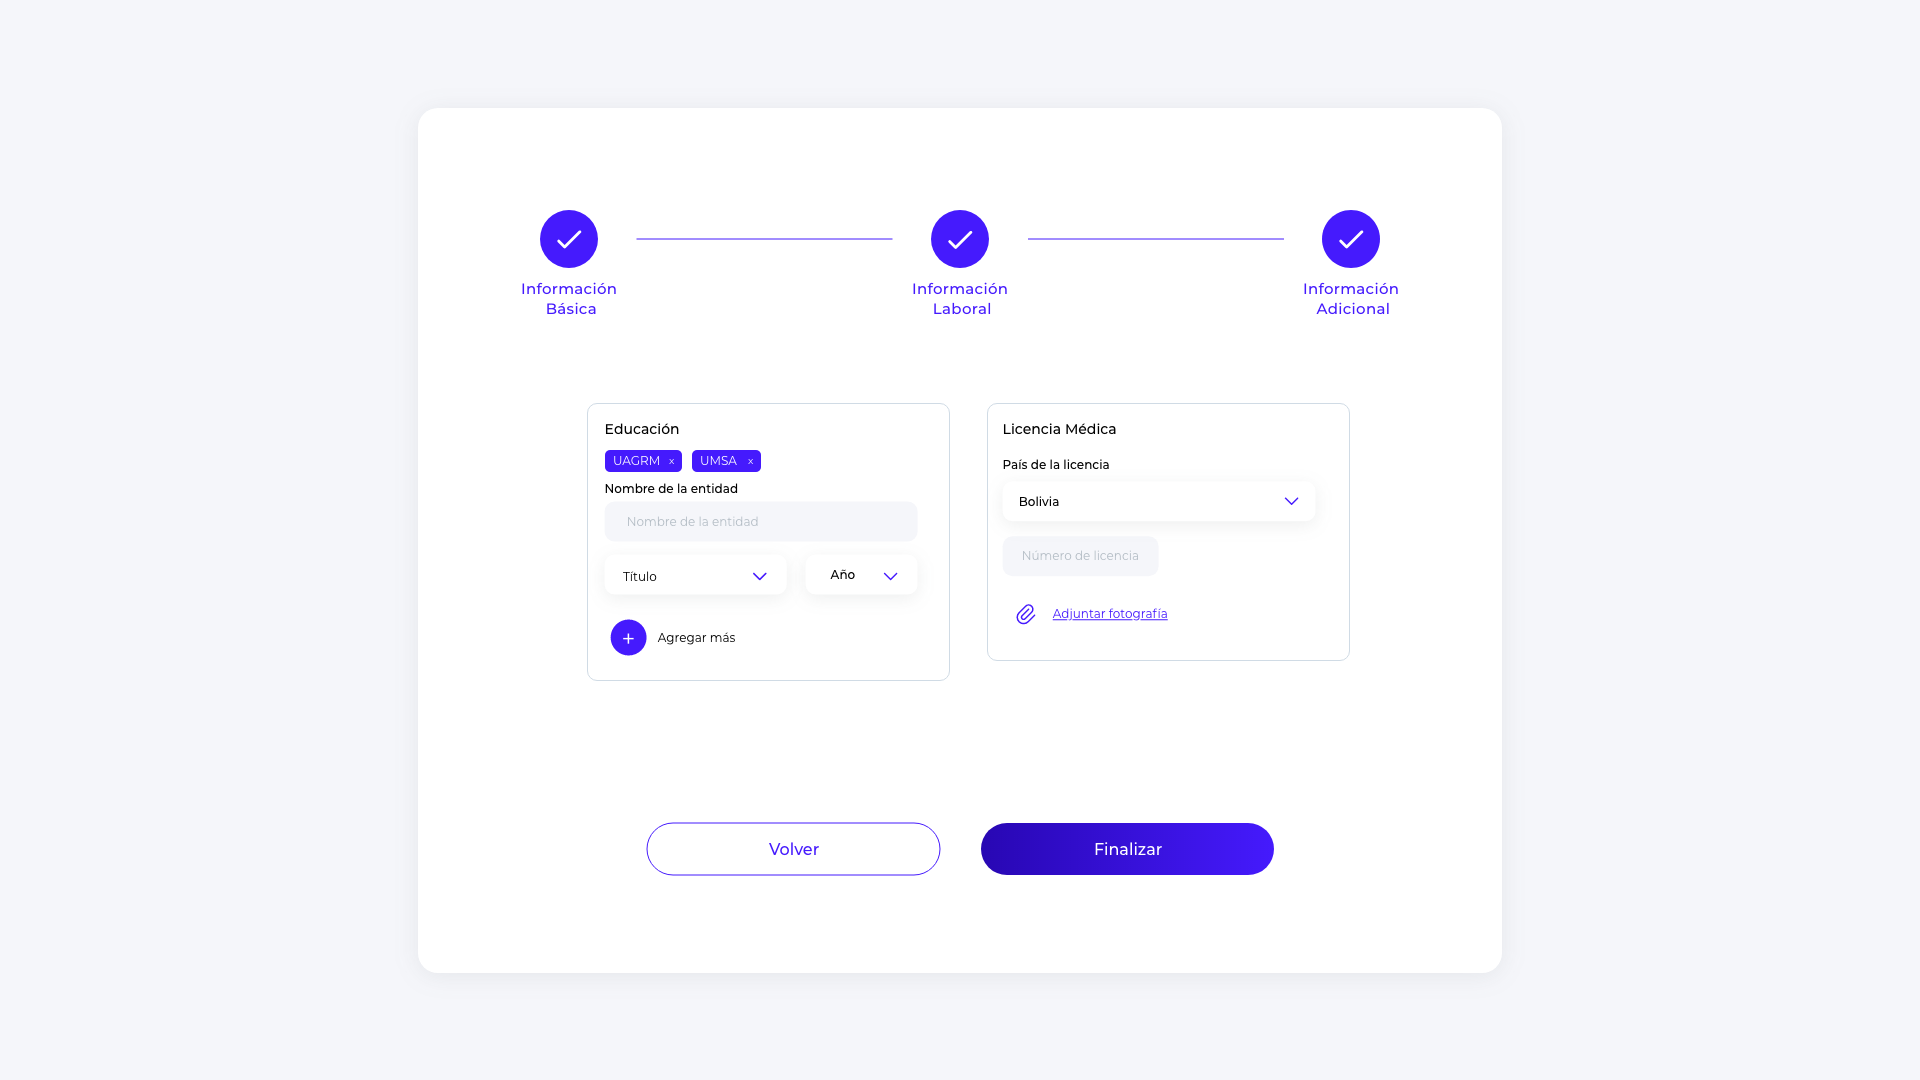 Información
Básica
Información
Laboral
Información
Adicional
Educación
UAGRM x
UMSA x
Nombre de la entidad
Nombre de la entidad
Título
Año
+ Agregar más
Licencia Médica
País de la licencia
Bolivia
Número de licencia
Adjuntar fotografía
Volver
Finalizar